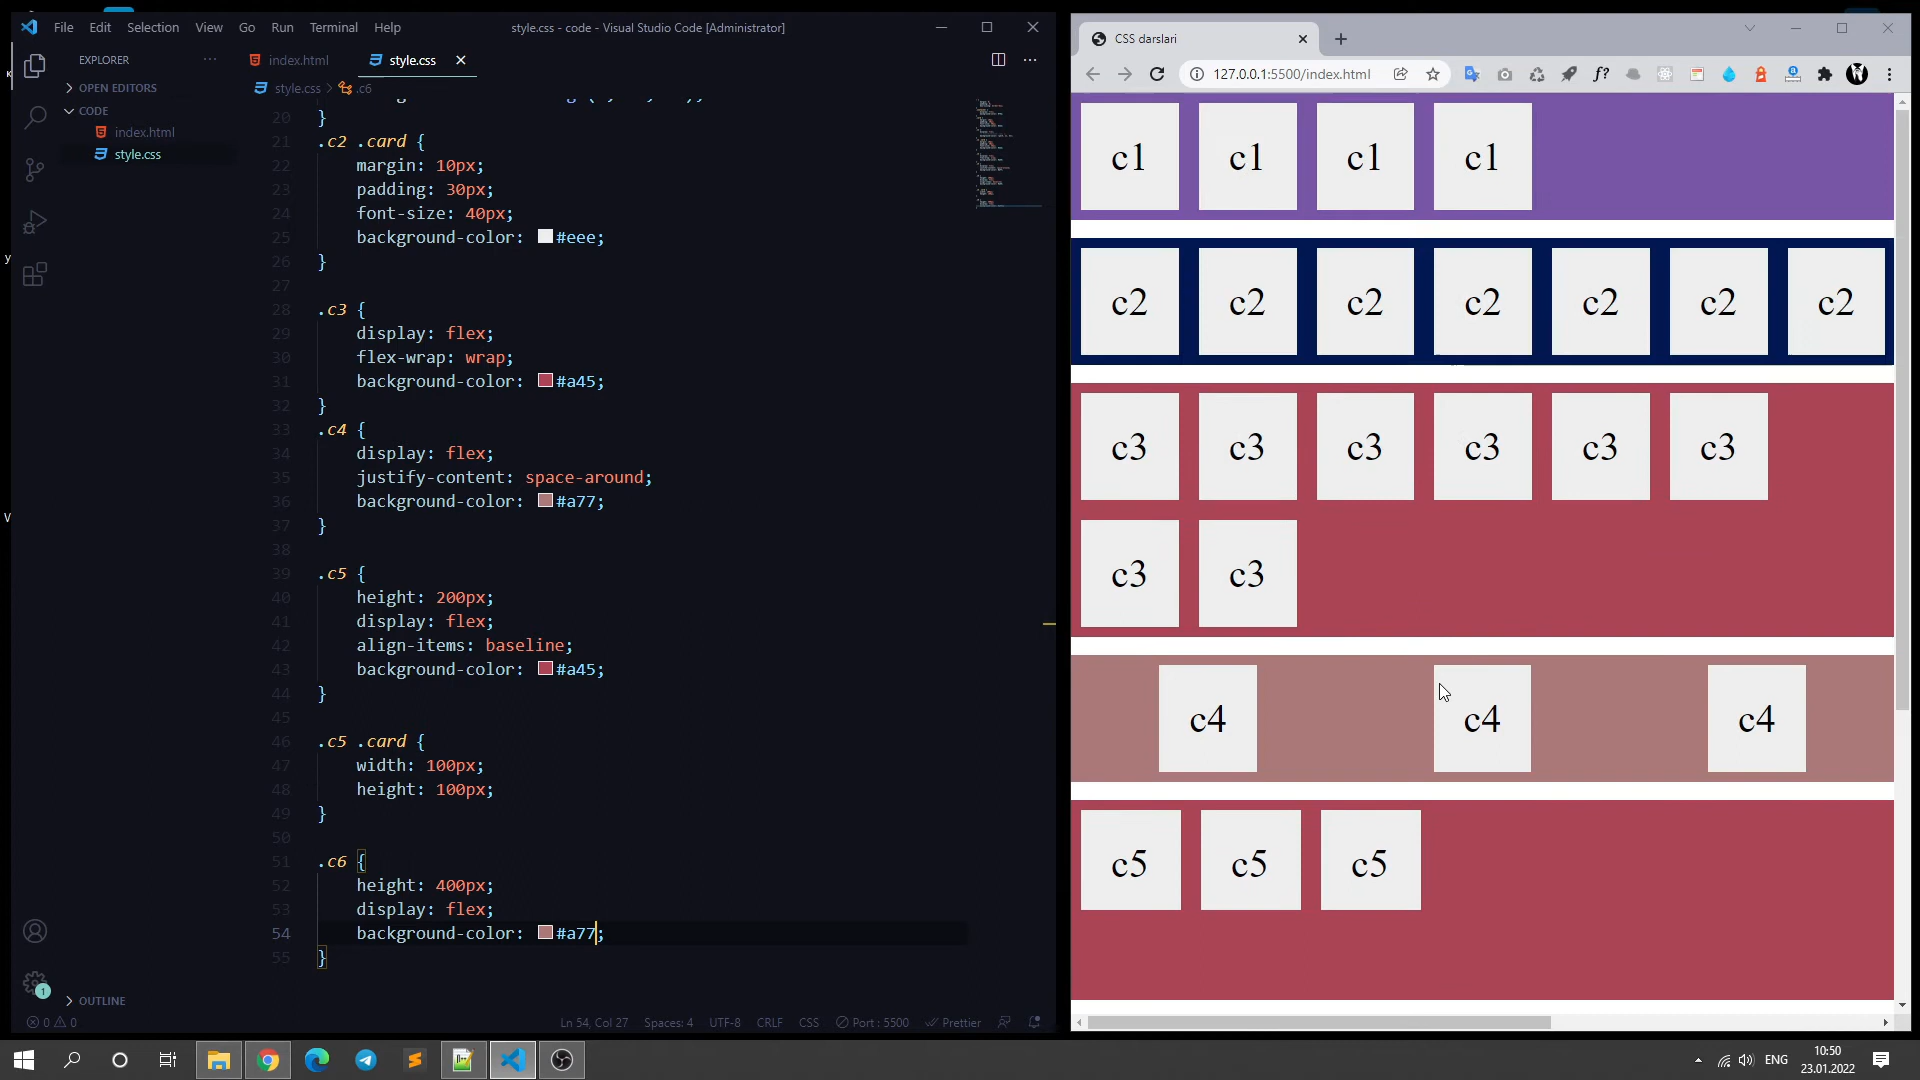 File Edit Selection View Go Run Terminal Help
style.css - code - Visual Studio Code [Administrator]
EXPLORER
index.html
style.css
OPEN EDITORS
CODE
index.html
style.css
OUTLINE
style.css > .c6
20 }
21 .c2 .card {
22 margin: 10px;
23 padding: 30px;
24 font-size: 40px;
25 background-color: #eee;
26 }
27
28 .c3 {
29 display: flex;
30 flex-wrap: wrap;
31 background-color: #a45;
32 }
33 .c4 {
34 display: flex;
35 justify-content: space-around;
36 background-color: #a77;
37 }
38
39 .c5 {
40 height: 200px;
41 display: flex;
42 align-items: baseline;
43 background-color: #a45;
44 }
45
46 .c5 .card {
47 width: 100px;
48 height: 100px;
49 }
50
51 .c6 {
52 height: 400px;
53 display: flex;
54 background-color: #a77;
55 }
1
0 0
Ln 54, Col 27 Spaces: 4 UTF-8 CRLF CSS Port : 5500 Prettier
CSS darslari
127.0.0.1:5500/index.html
f?
c1 c1 c1 c1
c2 c2 c2 c2 c2 c2 c2
c3 c3 c3 c3 c3 c3
c3 c3
c4 c4 c4
c5 c5 c5
ENG
10:50
23.01.2022